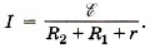 I = ℰ / (R₂ + R₁ + r).